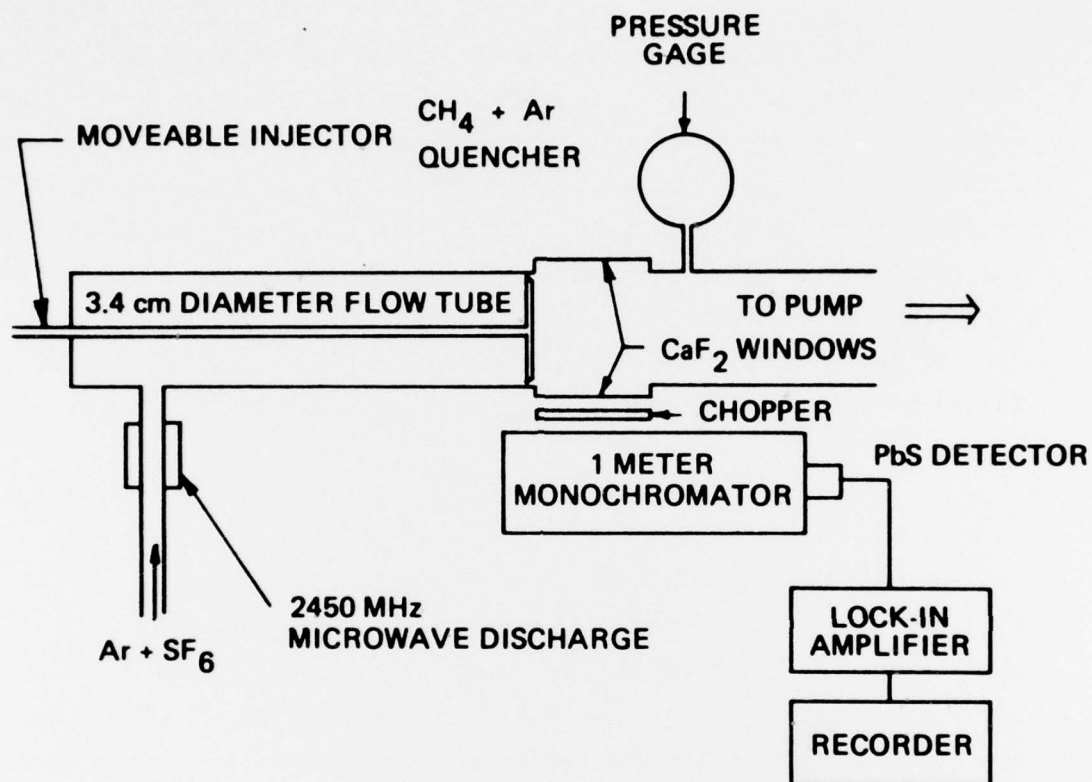 PRESSURE
GAGE
CH4 + Ar
QUENCHER
MOVEABLE INJECTOR
3.4 cm DIAMETER FLOW TUBE
TO PUMP
CaF2 WINDOWS
CHOPPER
1 METER
MONOCHROMATOR
PbS DETECTOR
2450 MHz
MICROWAVE DISCHARGE
Ar + SF6
LOCK-IN
AMPLIFIER
RECORDER